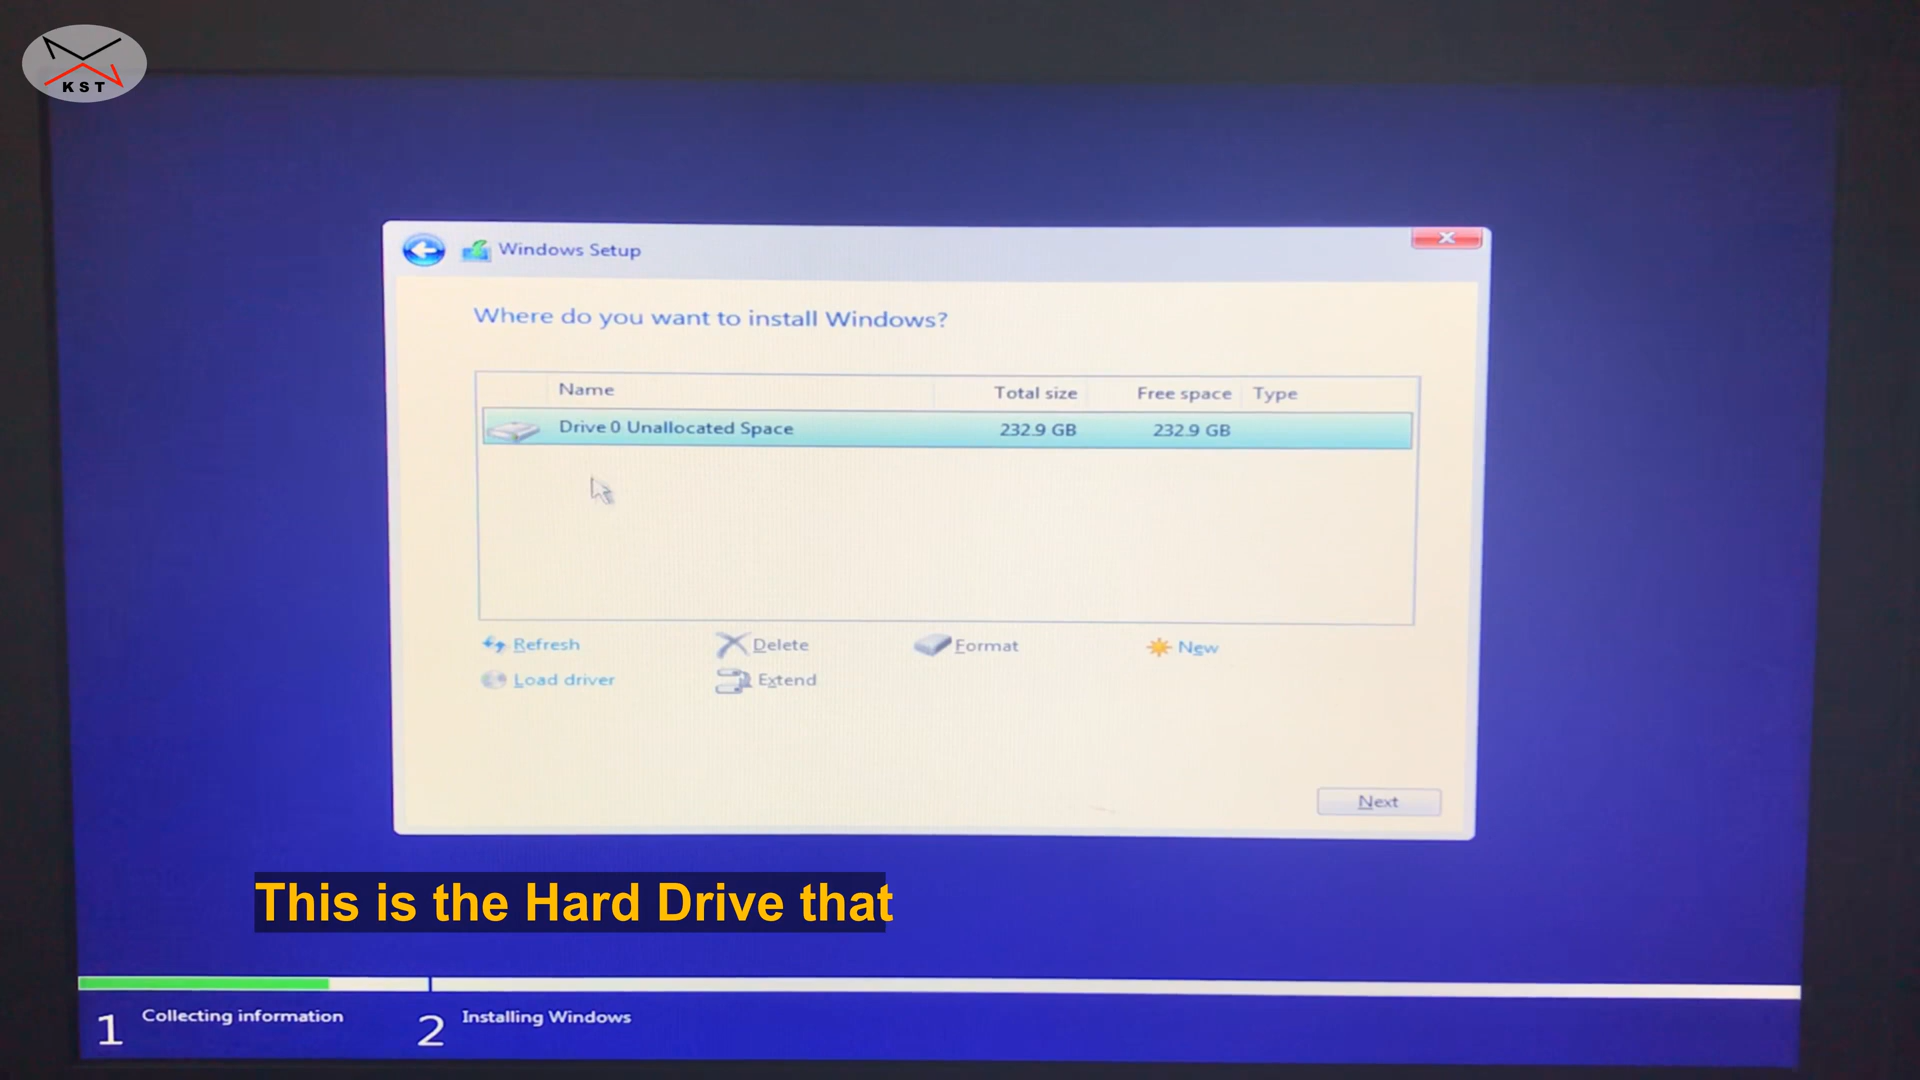 KST
Windows Setup
Where do you want to install Windows?
Name Total size Free space Type
Drive 0 Unallocated Space 232.9 GB 232.9 GB
Refresh Delete Format New
Load driver Extend
Next
This is the Hard Drive that
1 Collecting information 2 Installing Windows